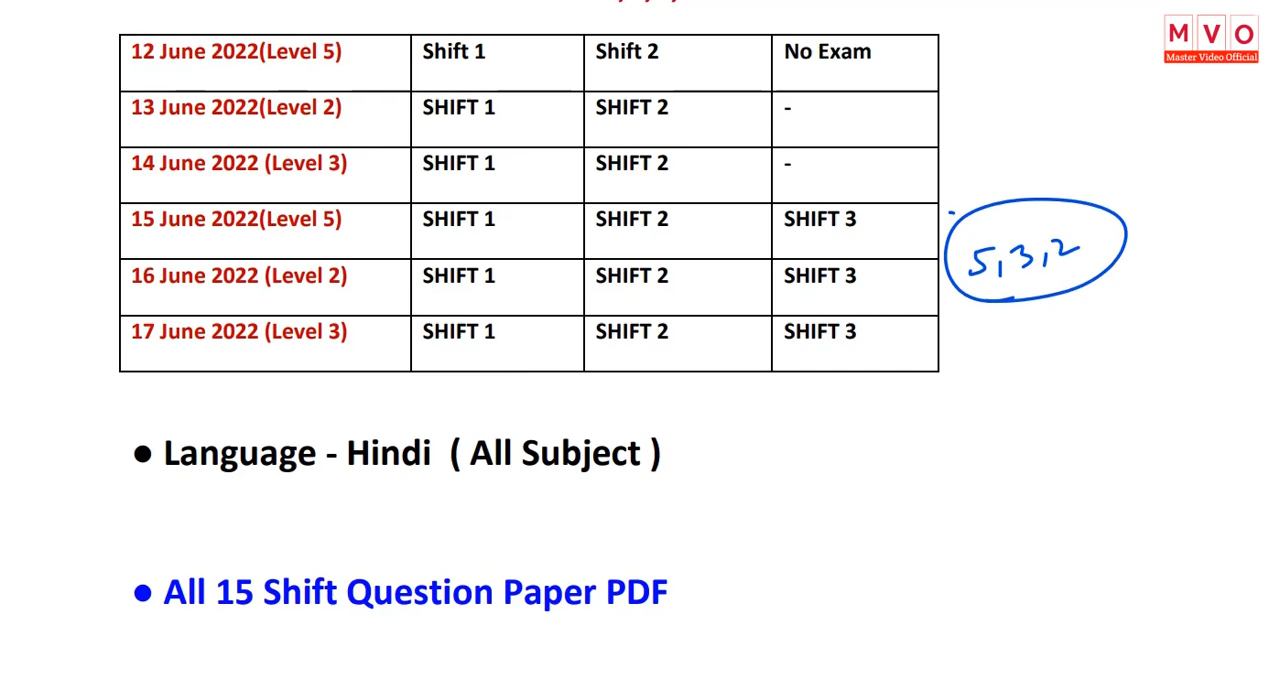 M V O
Master Video Official
12 June 2022(Level 5) Shift 1 Shift 2 No Exam
13 June 2022(Level 2) SHIFT 1 SHIFT 2 -
14 June 2022 (Level 3) SHIFT 1 SHIFT 2 -
15 June 2022(Level 5) SHIFT 1 SHIFT 2 SHIFT 3
5,3,2
16 June 2022 (Level 2) SHIFT 1 SHIFT 2 SHIFT 3
17 June 2022 (Level 3) SHIFT 1 SHIFT 2 SHIFT 3
● Language - Hindi ( All Subject )
● All 15 Shift Question Paper PDF